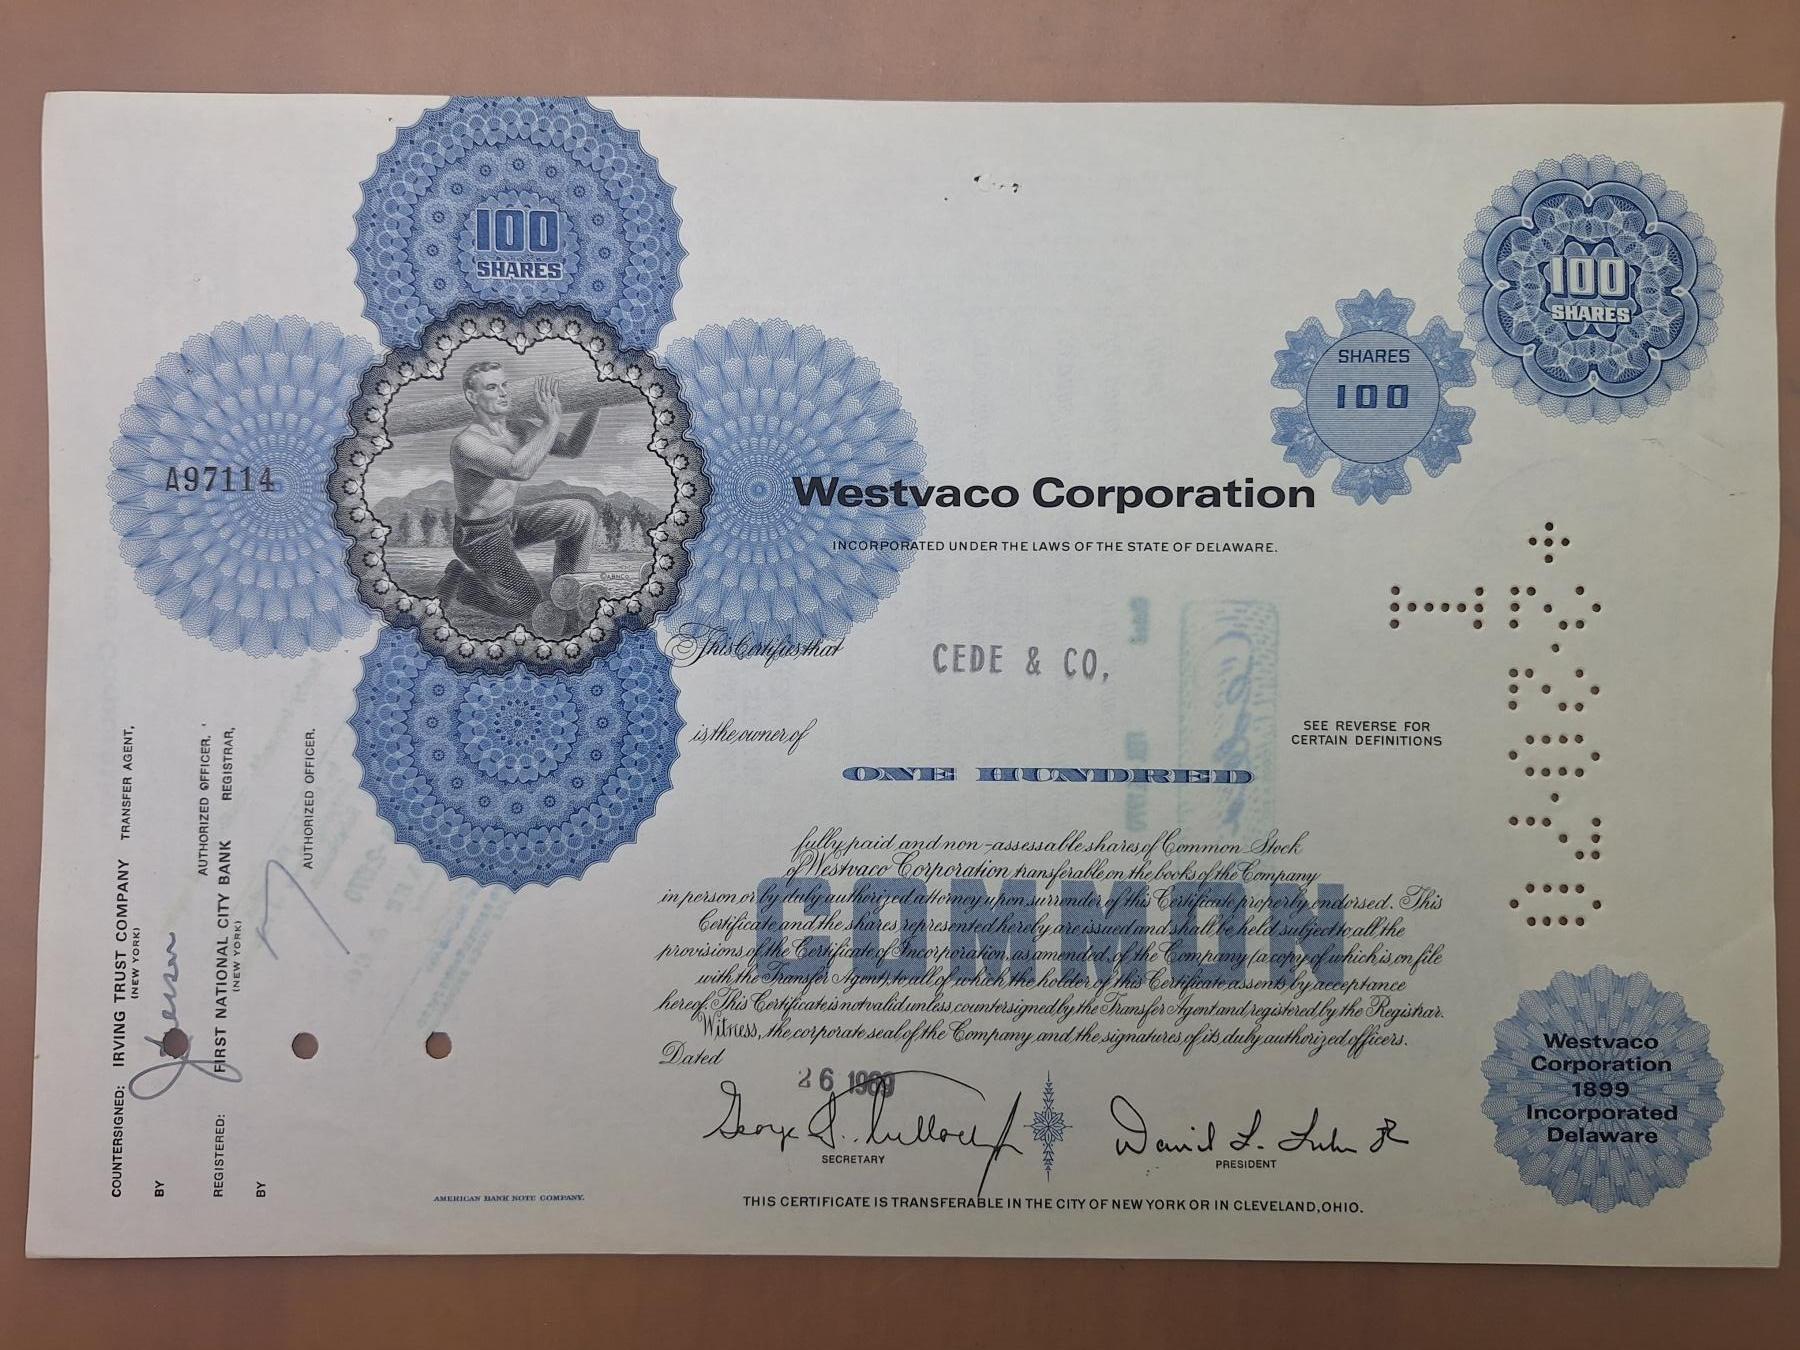 100
SHARES
100
SHARES
SHARES
100
A97114
Westvaco Corporation
INCORPORATED UNDER THE LAWS OF THE STATE OF DELAWARE.
©ABNCO
This Certifies that
CEDE & CO.
is the owner of
SEE REVERSE FOR
CERTAIN DEFINITIONS
ONE HUNDRED
COMMON
fully paid and non-assessable shares of Common Stock
of Westvaco Corporation transferable on the books of the Company
in person or by duly authorized attorney upon surrender of this Certificate properly endorsed. This
Certificate and the shares represented hereby are issued and shall be held subject to all the
provisions of the Certificate of Incorporation, as amended, of the Company (a copy of which is on file
with the Transfer Agent), to all of which the holder of this Certificate assents by acceptance
hereof. This Certificate is not valid unless countersigned by the Transfer Agent and registered by the Registrar.
Witness, the corporate seal of the Company and the signatures of its duly authorized officers.
Dated
26 1969
SECRETARY
David L. Luke
PRESIDENT
Westvaco
Corporation
1899
Incorporated
Delaware
AMERICAN BANK NOTE COMPANY.
THIS CERTIFICATE IS TRANSFERABLE IN THE CITY OF NEW YORK OR IN CLEVELAND, OHIO.
COUNTERSIGNED: IRVING TRUST COMPANY TRANSFER AGENT,
(NEW YORK)
BY AUTHORIZED OFFICER.
REGISTERED: FIRST NATIONAL CITY BANK REGISTRAR,
(NEW YORK)
BY AUTHORIZED OFFICER.